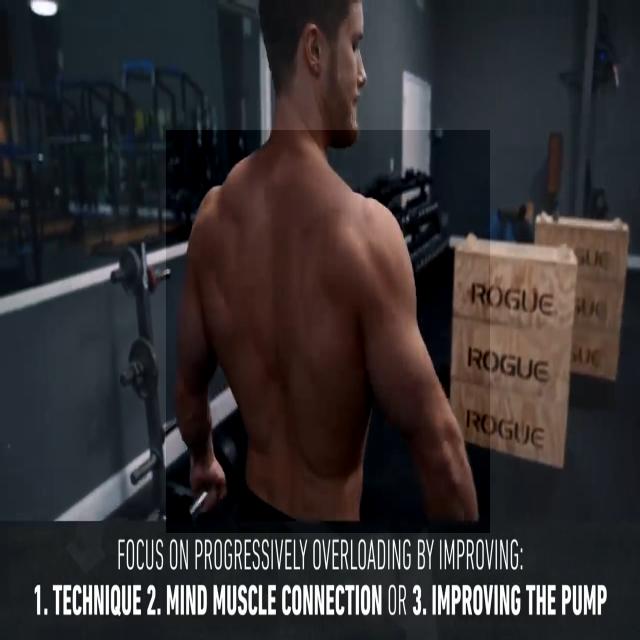 ROGUE
ROGUE
ROGUE
FOCUS ON PROGRESSIVELY OVERLOADING BY IMPROVING:
1. TECHNIQUE 2. MIND MUSCLE CONNECTION OR 3. IMPROVING THE PUMP